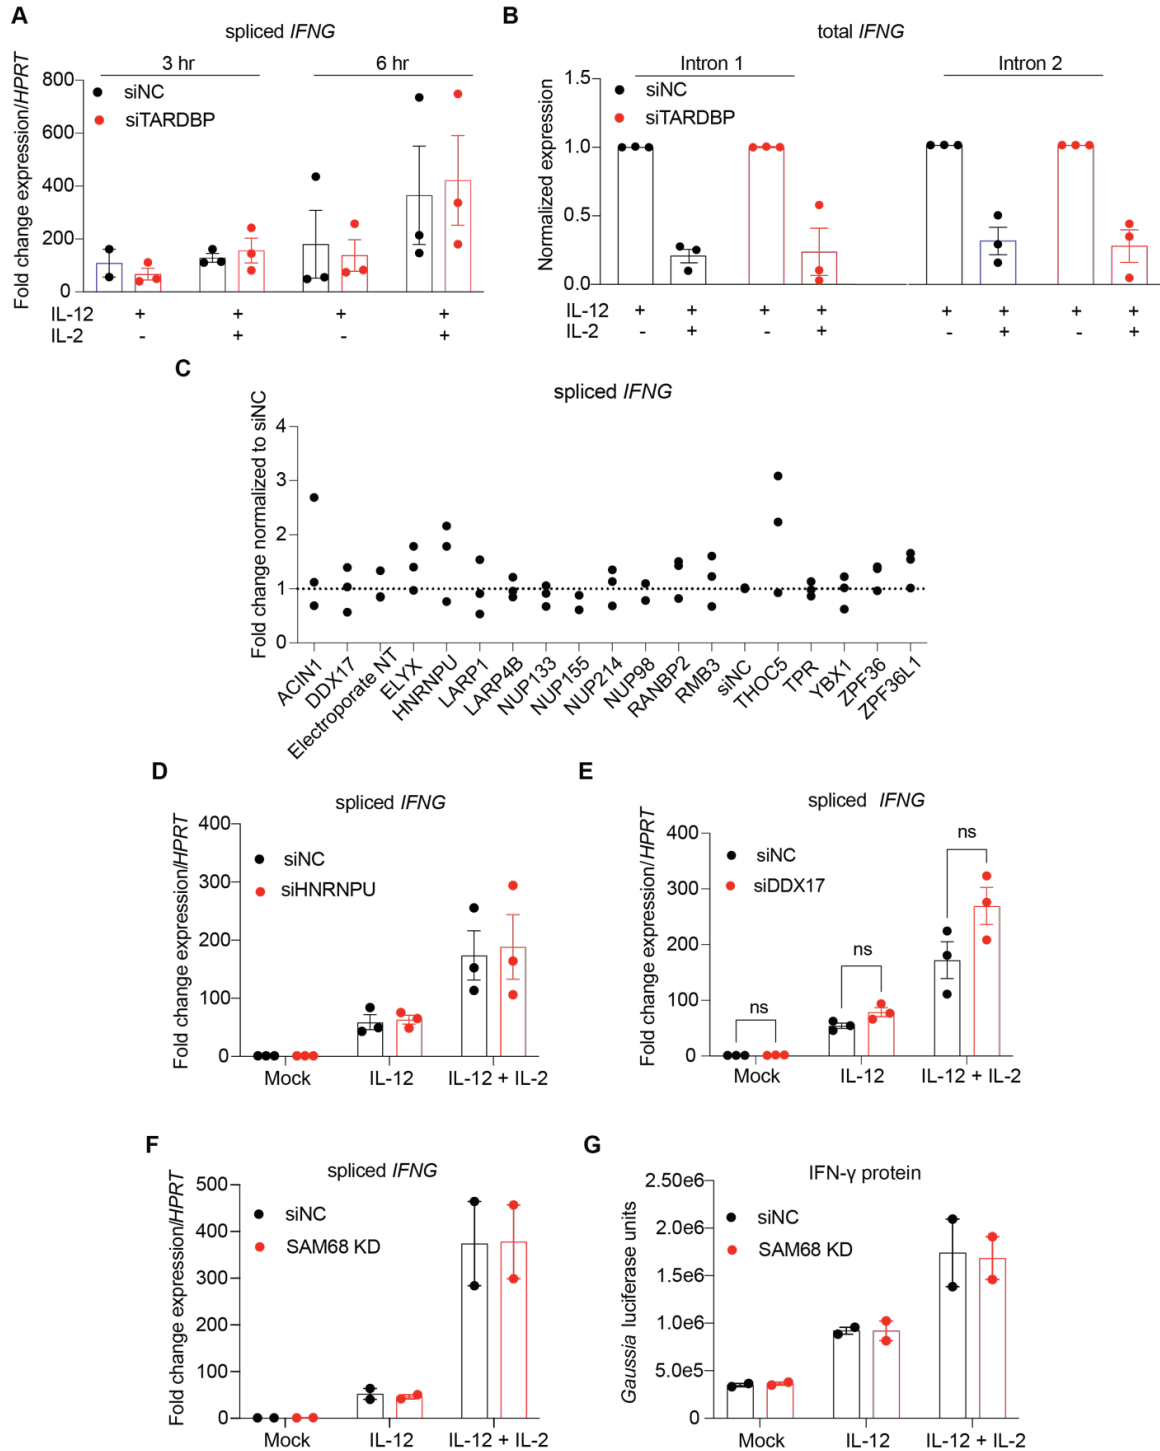 A
spliced IFNG
3 hr
6 hr
siNC
siTARDBP
Fold change expression/HPRT
800
600
400
200
0
IL-12 + + + +
IL-2 - + - +
B
total IFNG
Intron 1
Intron 2
siNC
siTARDBP
Normalized expression
1.5
1.0
0.5
0.0
IL-12 + + + + + + + +
IL-2 - + - + - + - +
C
spliced IFNG
Fold change normalized to siNC
4
3
2
1
0
ACIN1
DDX17
Electroporate NT
ELYX
HNRNPU
LARP1
LARP4B
NUP133
NUP155
NUP214
NUP98
RANBP2
RMB3
siNC
THOC5
TPR
YBX1
ZPF36
ZPF36L1
D
spliced IFNG
siNC
siHNRNPU
Fold change expression/HPRT
400
300
200
100
0
Mock IL-12 IL-12 + IL-2
E
spliced IFNG
siNC
siDDX17
Fold change expression/HPRT
400
300
200
100
0
ns
ns
ns
Mock IL-12 IL-12 + IL-2
F
spliced IFNG
siNC
SAM68 KD
Fold change expression/HPRT
500
400
300
200
100
0
Mock IL-12 IL-12 + IL-2
G
IFN-γ protein
siNC
SAM68 KD
Gaussia luciferase units
2.50e6
2.0e6
1.5e6
1.0e6
5.0e5
0
Mock IL-12 IL-12 + IL-2